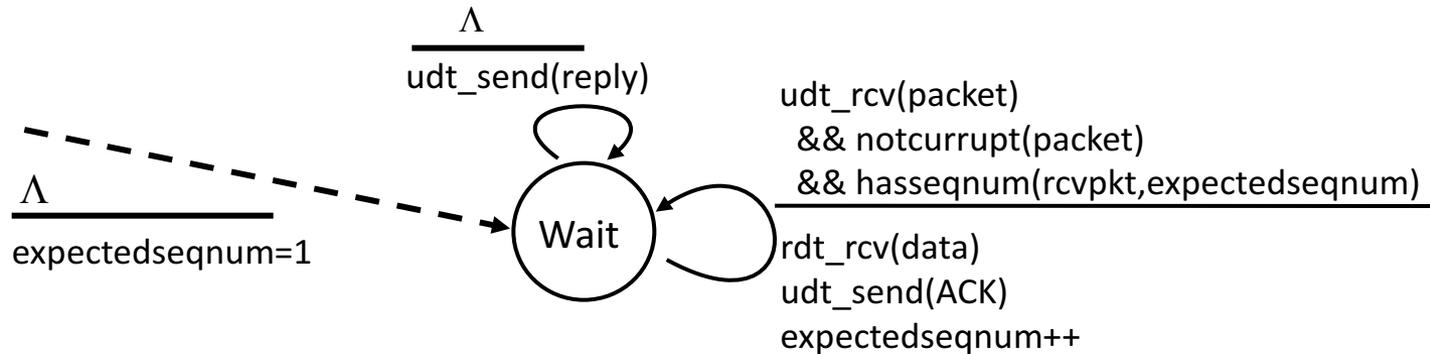 Λ
udt_send(reply)
Λ
expectedseqnum=1
Wait
udt_rcv(packet)
&& notcurrupt(packet)
&& hasseqnum(rcvpkt,expectedseqnum)
rdt_rcv(data)
udt_send(ACK)
expectedseqnum++